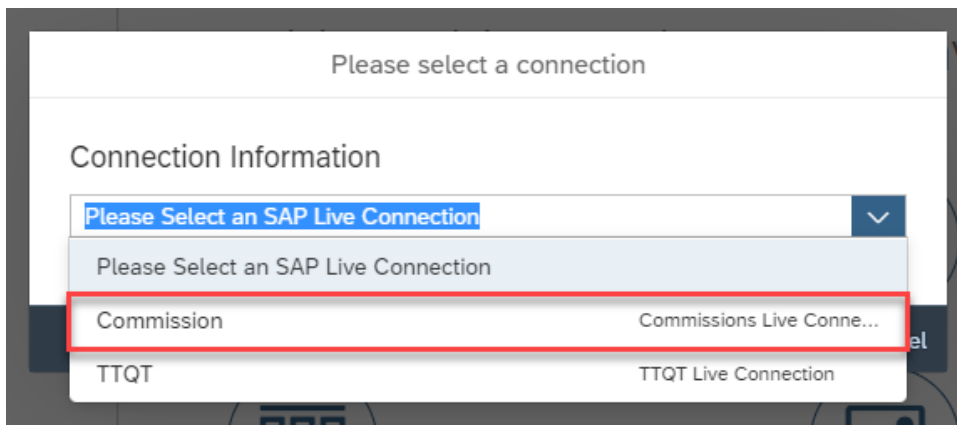 Please select a connection
Connection Information
Please Select an SAP Live Connection
Please Select an SAP Live Connection
Commission Commissions Live Conne...
TTQT TTQT Live Connection